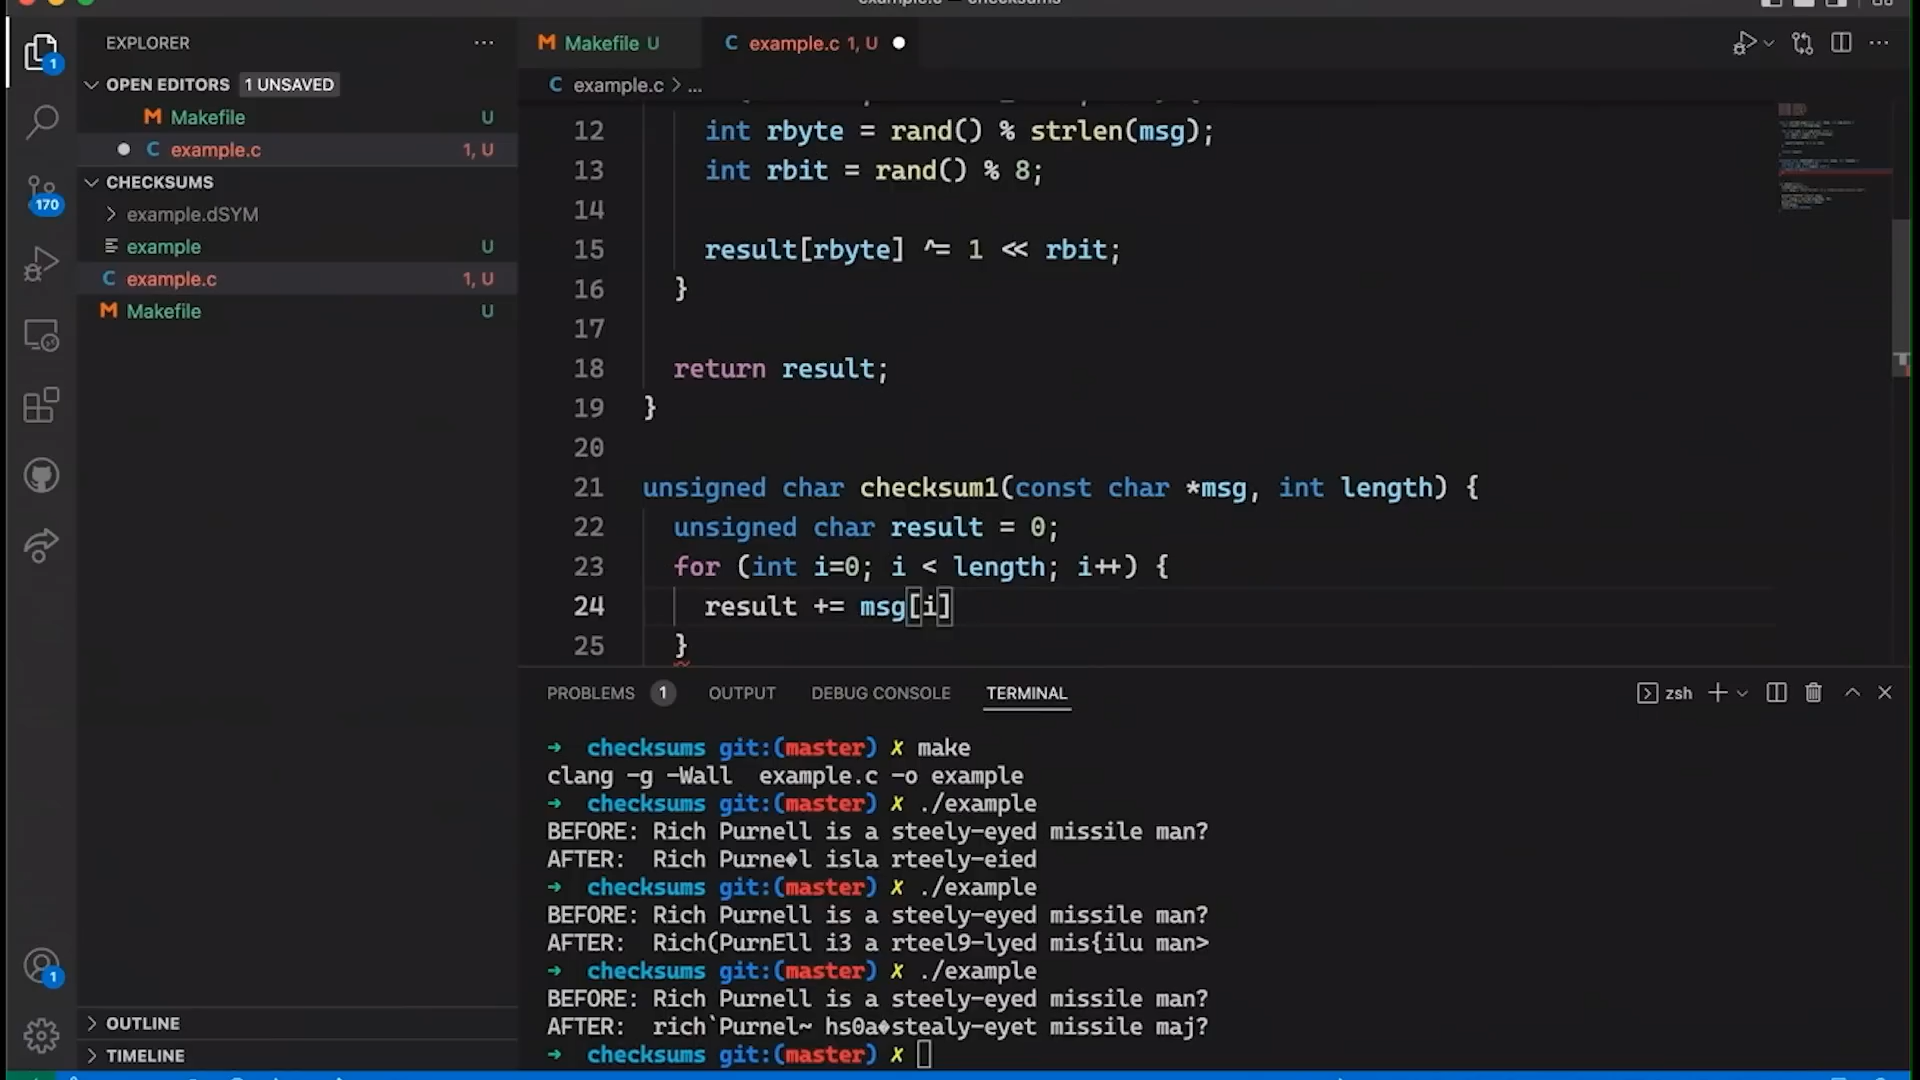 example.c — checksums
EXPLORER
OPEN EDITORS 1 UNSAVED
Makefile U
example.c 1, U
CHECKSUMS
example.dSYM
example U
example.c 1, U
Makefile U
OUTLINE
TIMELINE
1
170
1
Makefile U
example.c 1, U
example.c > ...
12 int rbyte = rand() % strlen(msg);
13 int rbit = rand() % 8;
14
15 result[rbyte] ^= 1 << rbit;
16 }
17
18 return result;
19 }
20
21 unsigned char checksum1(const char *msg, int length) {
22 unsigned char result = 0;
23 for (int i=0; i < length; i++) {
24 result += msg[i]
25 }
PROBLEMS 1 OUTPUT DEBUG CONSOLE TERMINAL
zsh
➜ checksums git:(master) ✗ make
clang -g -Wall example.c -o example
➜ checksums git:(master) ✗ ./example
BEFORE: Rich Purnell is a steely-eyed missile man?
AFTER: Rich Purne�l isla rteely-eied
➜ checksums git:(master) ✗ ./example
BEFORE: Rich Purnell is a steely-eyed missile man?
AFTER: Rich(PurnEll i3 a rteel9-lyed mis{ilu man>
➜ checksums git:(master) ✗ ./example
BEFORE: Rich Purnell is a steely-eyed missile man?
AFTER: rich`Purnel~ hs0a�stealy-eyet missile maj?
➜ checksums git:(master) ✗